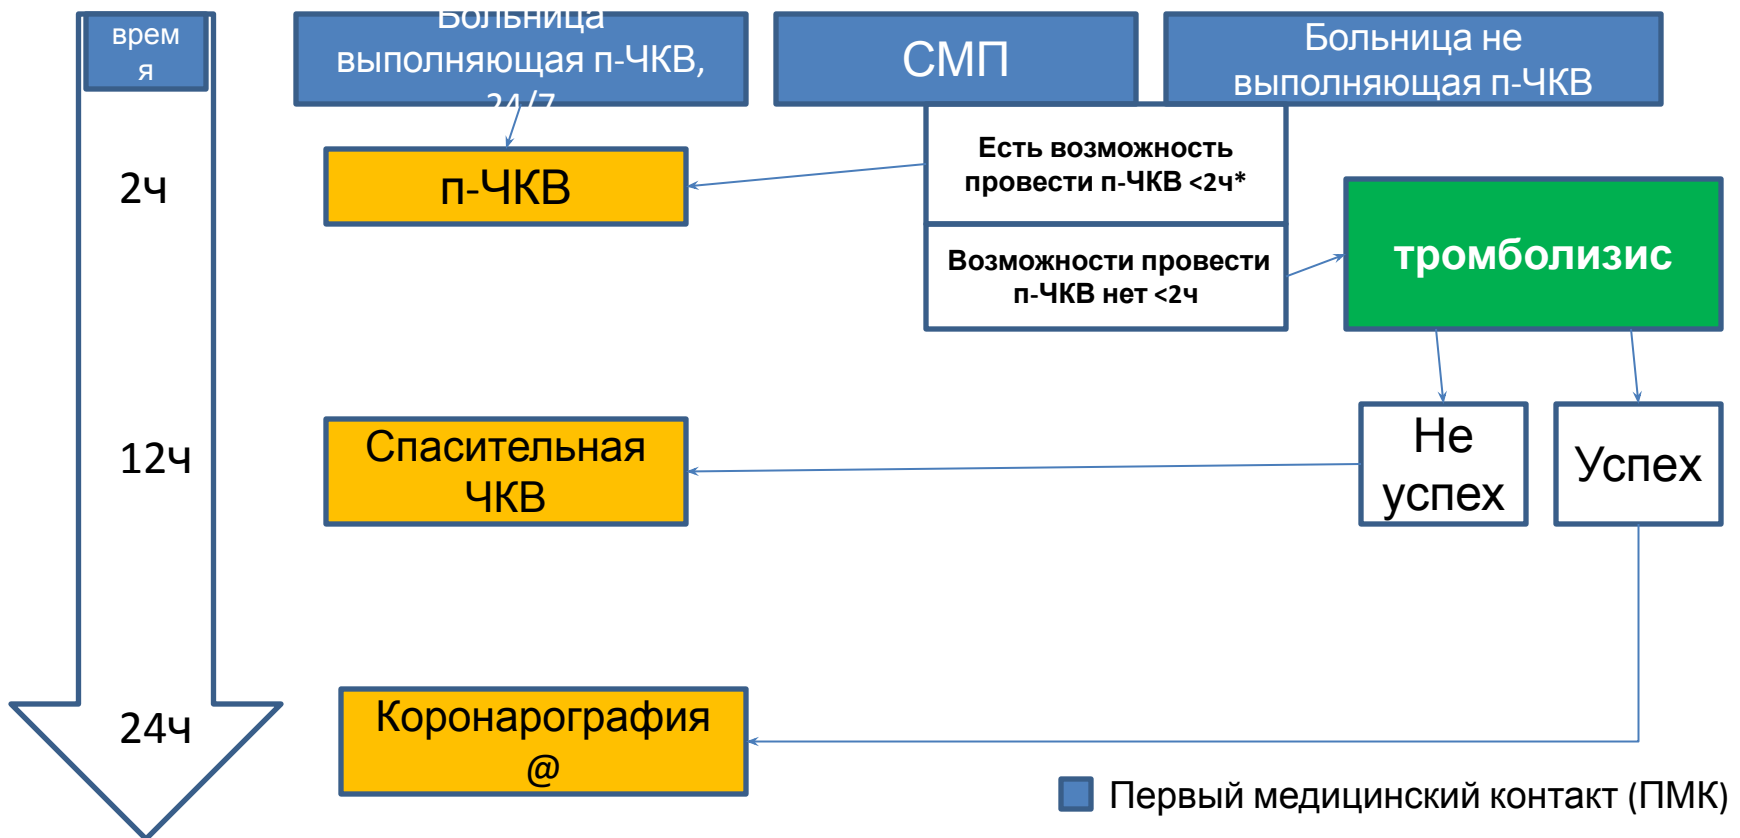 врем
я
Больница
выполняющая п-ЧКВ,
24/7
СМП
Больница не
выполняющая п-ЧКВ
Есть возможность
провести п-ЧКВ <2ч*
2ч
п-ЧКВ
Возможности провести
п-ЧКВ нет <2ч
тромболизис
12ч
Спасительная
ЧКВ
Не
успех
Успех
24ч
Коронарография
@
Первый медицинский контакт (ПМК)